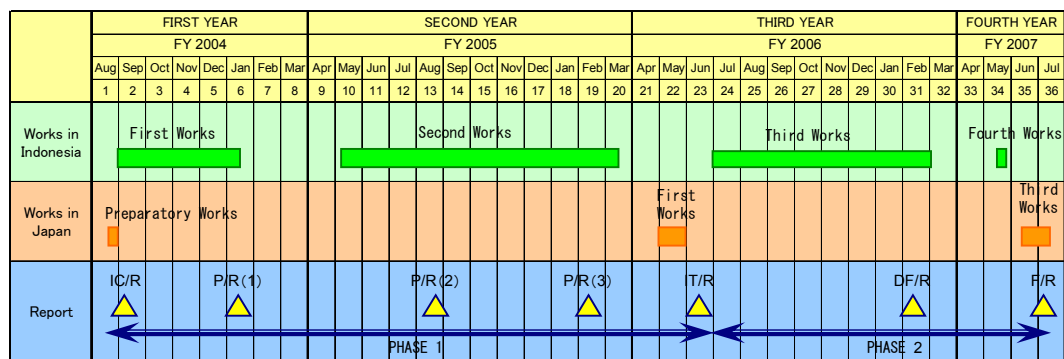 FIRST YEAR SECOND YEAR THIRD YEAR FOURTH YEAR
FY 2004 FY 2005 FY 2006 FY 2007
Aug Sep Oct Nov Dec Jan Feb Mar Apr May Jun Jul Aug Sep Oct Nov Dec Jan Feb Mar Apr May Jun Jul Aug Sep Oct Nov Dec Jan Feb Mar Apr May Jun Jul
1 2 3 4 5 6 7 8 9 10 11 12 13 14 15 16 17 18 19 20 21 22 23 24 25 26 27 28 29 30 31 32 33 34 35 36
Works in
Indonesia
First Works Second Works Third Works Fourth Works
Works in
Japan
Preparatory Works
First
Works
Third
Works
Report
IC/R P/R(1) P/R(2) P/R(3) IT/R DF/R F/R
PHASE 1 PHASE 2